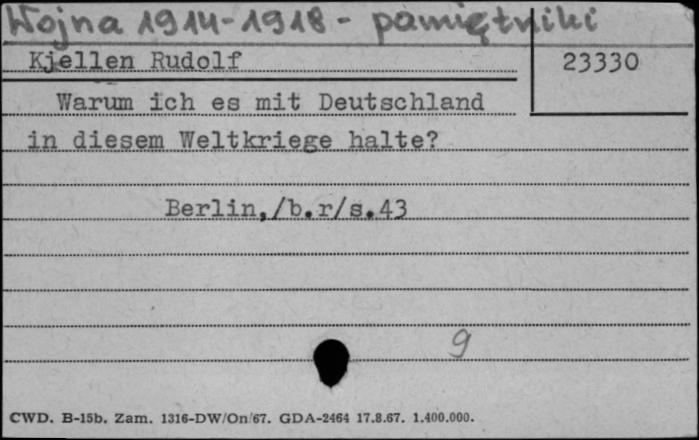 Wojna 1914-1918 - pamiętniki
Kjellen Rudolf
23330
Warum ich es mit Deutschland
in diesem Weltkriege halte?
Berlin,/b.r/s.43
9
CWD. B-15b. Zam. 1316-DW/On/67. GDA-2464 17.8.67. 1.400.000.